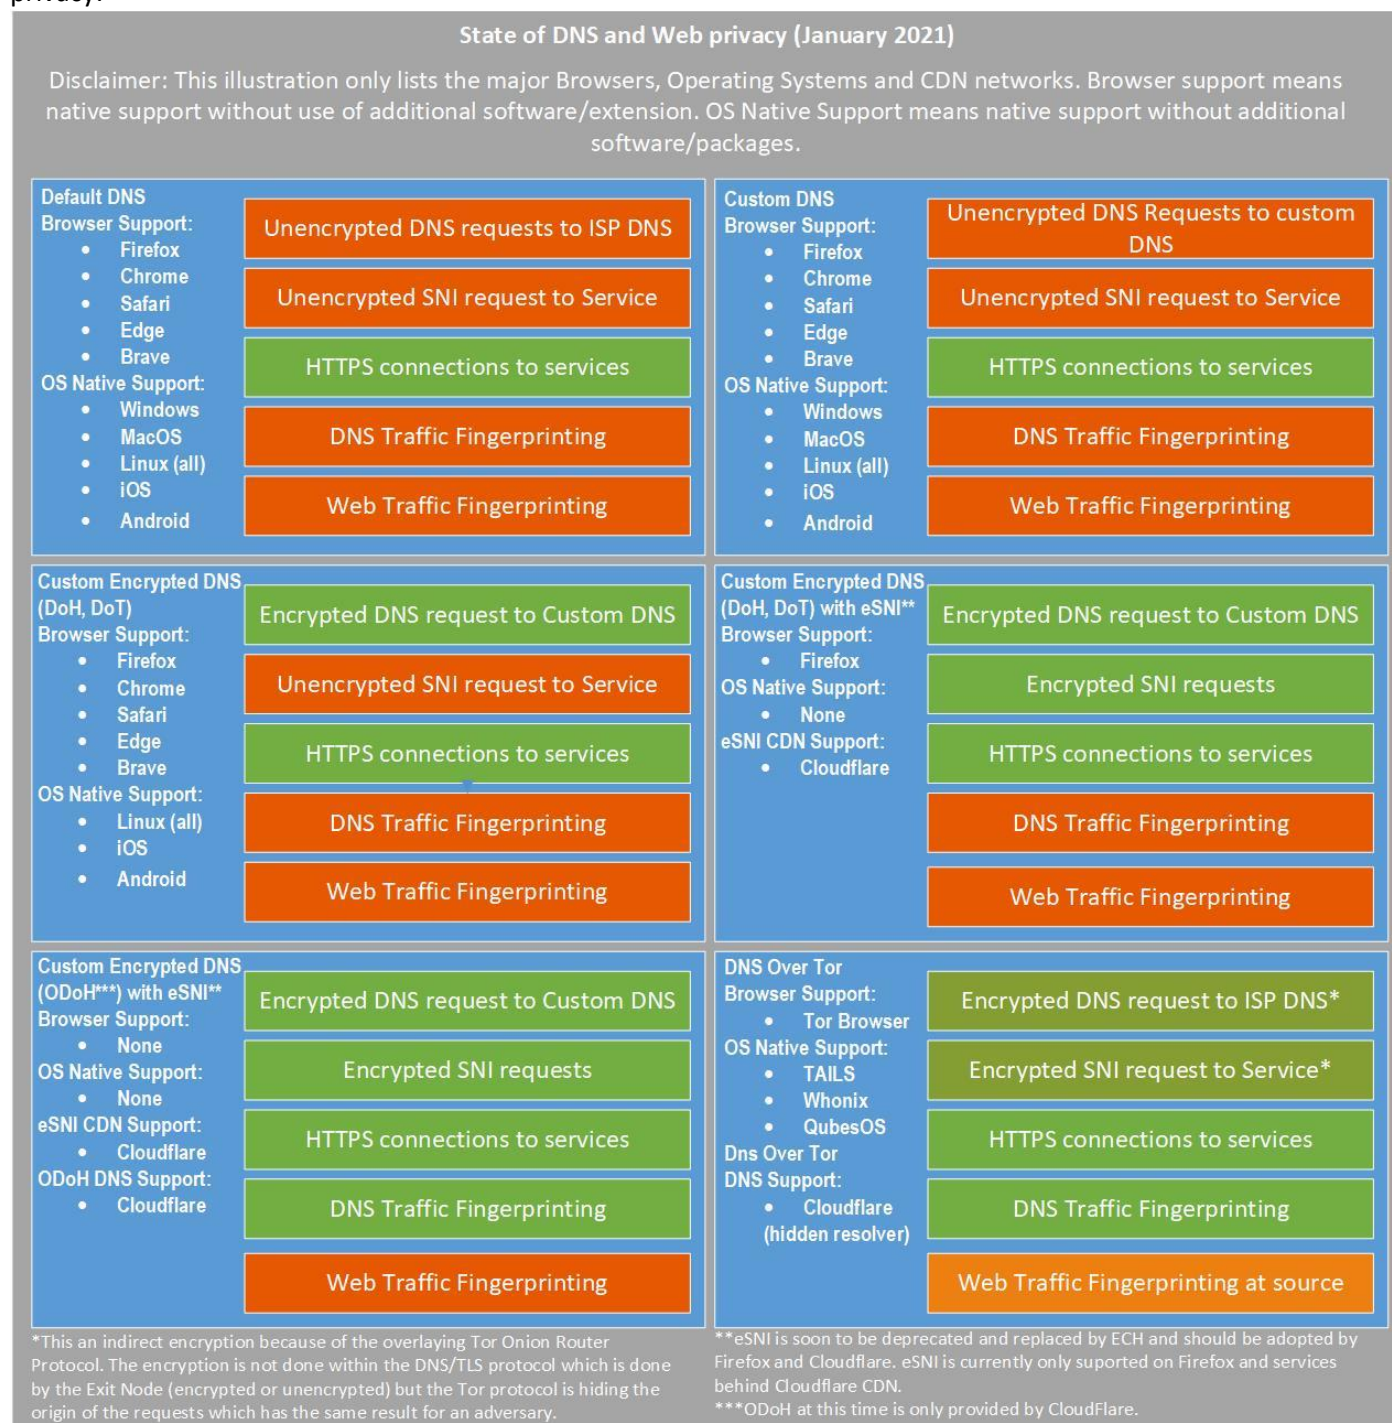 privacy.
State of DNS and Web privacy (January 2021)
Disclaimer: This illustration only lists the major Browsers, Operating Systems and CDN networks. Browser support means
native support without use of additional software/extension. OS Native Support means native support without additional
software/packages.
Default DNS
Browser Support:
• Firefox
• Chrome
• Safari
• Edge
• Brave
OS Native Support:
• Windows
• MacOS
• Linux (all)
• iOS
• Android
Unencrypted DNS requests to ISP DNS
Unencrypted SNI request to Service
HTTPS connections to services
DNS Traffic Fingerprinting
Web Traffic Fingerprinting
Custom DNS
Browser Support:
• Firefox
• Chrome
• Safari
• Edge
• Brave
OS Native Support:
• Windows
• MacOS
• Linux (all)
• iOS
• Android
Unencrypted DNS Requests to custom
DNS
Unencrypted SNI request to Service
HTTPS connections to services
DNS Traffic Fingerprinting
Web Traffic Fingerprinting
Custom Encrypted DNS
(DoH, DoT)
Browser Support:
• Firefox
• Chrome
• Safari
• Edge
• Brave
OS Native Support:
• Linux (all)
• iOS
• Android
Encrypted DNS request to Custom DNS
Unencrypted SNI request to Service
HTTPS connections to services
DNS Traffic Fingerprinting
Web Traffic Fingerprinting
Custom Encrypted DNS
(DoH, DoT) with eSNI**
Browser Support:
• Firefox
OS Native Support:
• None
eSNI CDN Support:
• Cloudflare
Encrypted DNS request to Custom DNS
Encrypted SNI requests
HTTPS connections to services
DNS Traffic Fingerprinting
Web Traffic Fingerprinting
Custom Encrypted DNS
(ODoH***) with eSNI**
Browser Support:
• None
OS Native Support:
• None
eSNI CDN Support:
• Cloudflare
ODoH DNS Support:
• Cloudflare
Encrypted DNS request to Custom DNS
Encrypted SNI requests
HTTPS connections to services
DNS Traffic Fingerprinting
Web Traffic Fingerprinting
DNS Over Tor
Browser Support:
• Tor Browser
OS Native Support:
• TAILS
• Whonix
• QubesOS
Dns Over Tor
DNS Support:
• Cloudflare
(hidden resolver)
Encrypted DNS request to ISP DNS*
Encrypted SNI request to Service*
HTTPS connections to services
DNS Traffic Fingerprinting
Web Traffic Fingerprinting at source
*This an indirect encryption because of the overlaying Tor Onion Router
Protocol. The encryption is not done within the DNS/TLS protocol which is done
by the Exit Node (encrypted or unencrypted) but the Tor protocol is hiding the
origin of the requests which has the same result for an adversary.
**eSNI is soon to be deprecated and replaced by ECH and should be adopted by
Firefox and Cloudflare. eSNI is currently only suported on Firefox and services
behind Cloudflare CDN.
***ODoH at this time is only provided by CloudFlare.